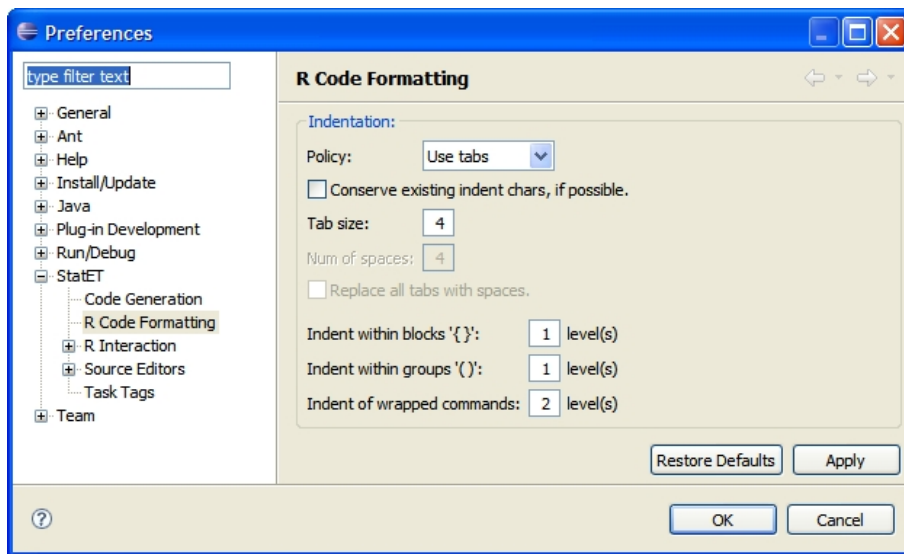 Preferences
type filter text
General
Ant
Help
Install/Update
Java
Plug-in Development
Run/Debug
StatET
Code Generation
R Code Formatting
R Interaction
Source Editors
Task Tags
Team
R Code Formatting
Indentation:
Policy: Use tabs
Conserve existing indent chars, if possible.
Tab size: 4
Num of spaces: 4
Replace all tabs with spaces.
Indent within blocks '{ }': 1 level(s)
Indent within groups '( )': 1 level(s)
Indent of wrapped commands: 2 level(s)
Restore Defaults Apply
? OK Cancel